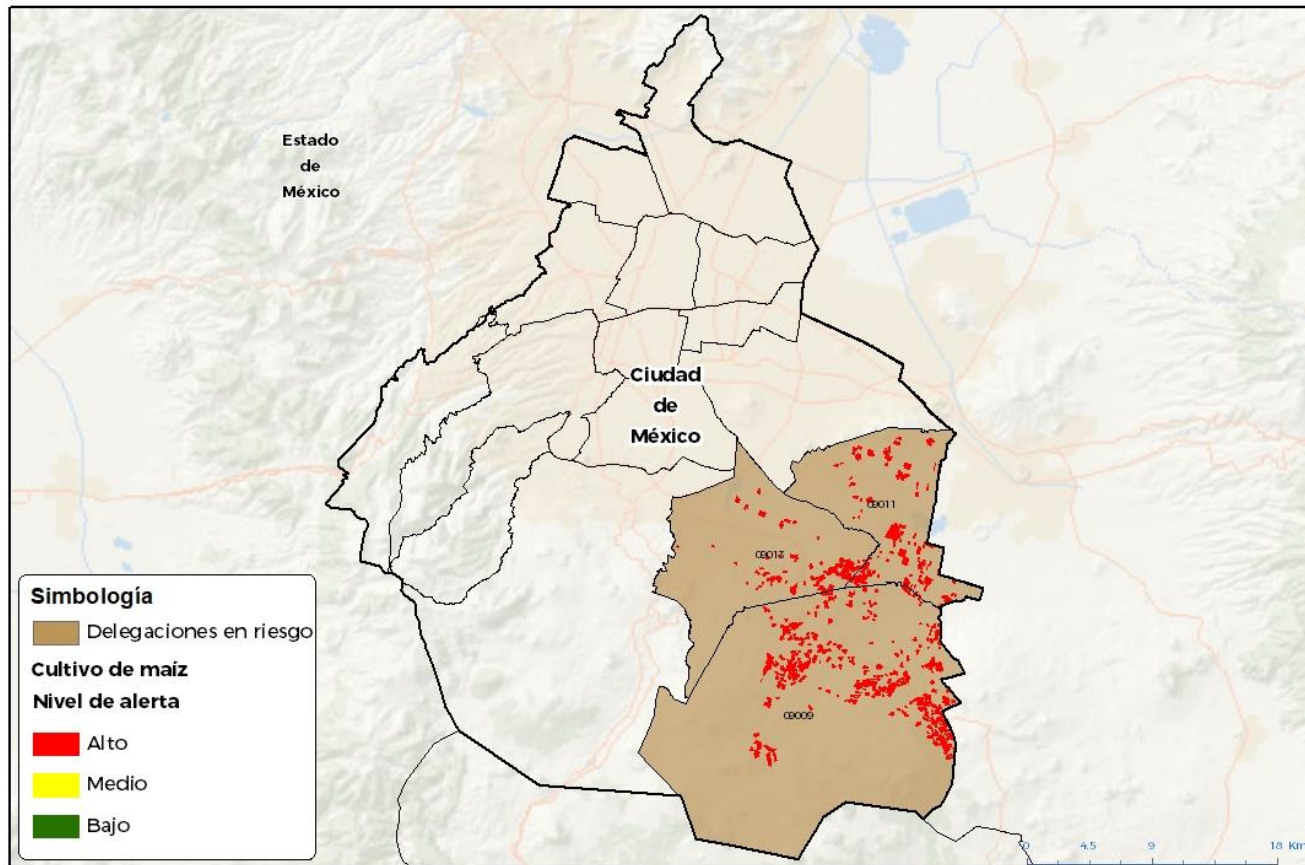 Estado
de
México
Ciudad
de
México
09011
09012
09009
Simbología
Delegaciones en riesgo
Cultivo de maíz
Nivel de alerta
Alto
Medio
Bajo
0 4.5 9 18 Km